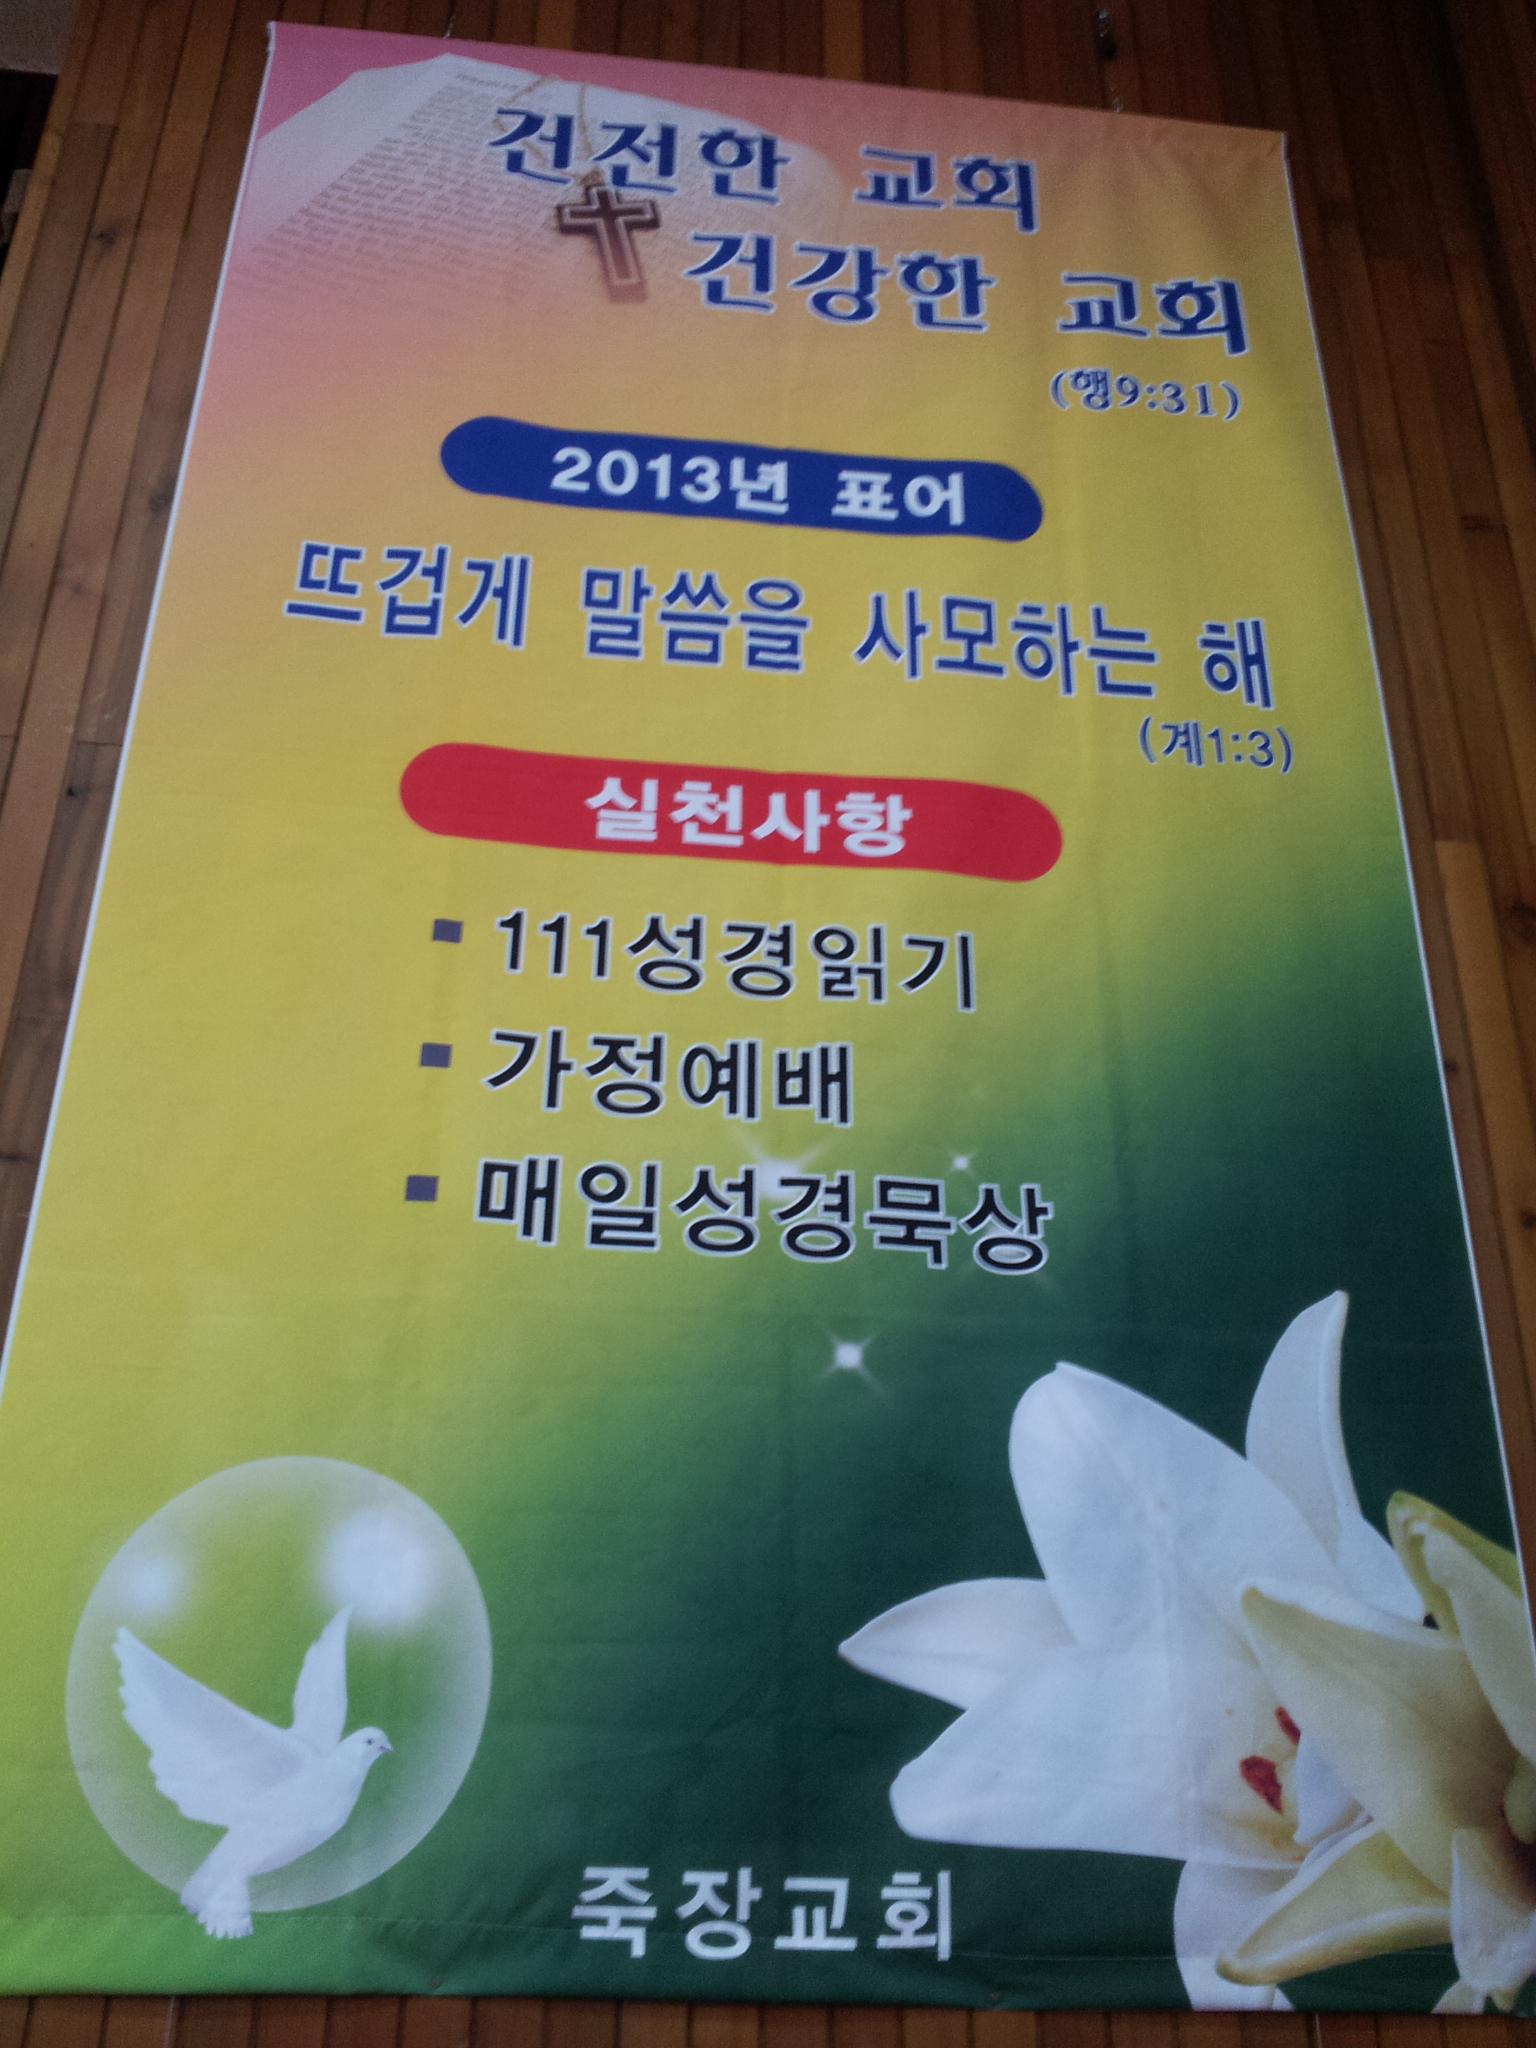 건전한 교회
건강한 교회
(행9:31)
2013년 표어
뜨겁게 말씀을 사모하는 해
(계1:3)
실천사항
▪ 111성경읽기
▪ 가정예배
▪ 매일성경묵상
죽장교회